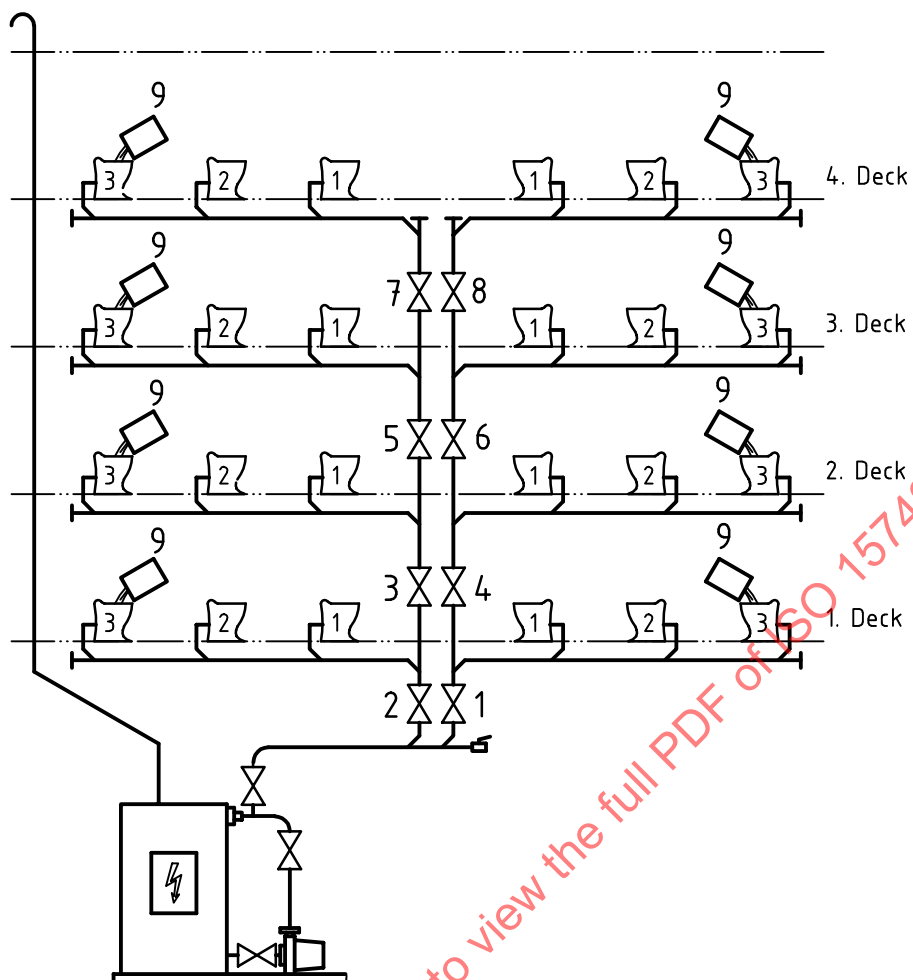 9 9
3 2 1 1 2 3 4. Deck
7 8
9 9
3 2 1 1 2 3 3. Deck
5 6
9 9
3 2 1 1 2 3 2. Deck
3 4
9 9
3 2 1 1 2 3 1. Deck
2 1
to view the full PDF of ISO 1574